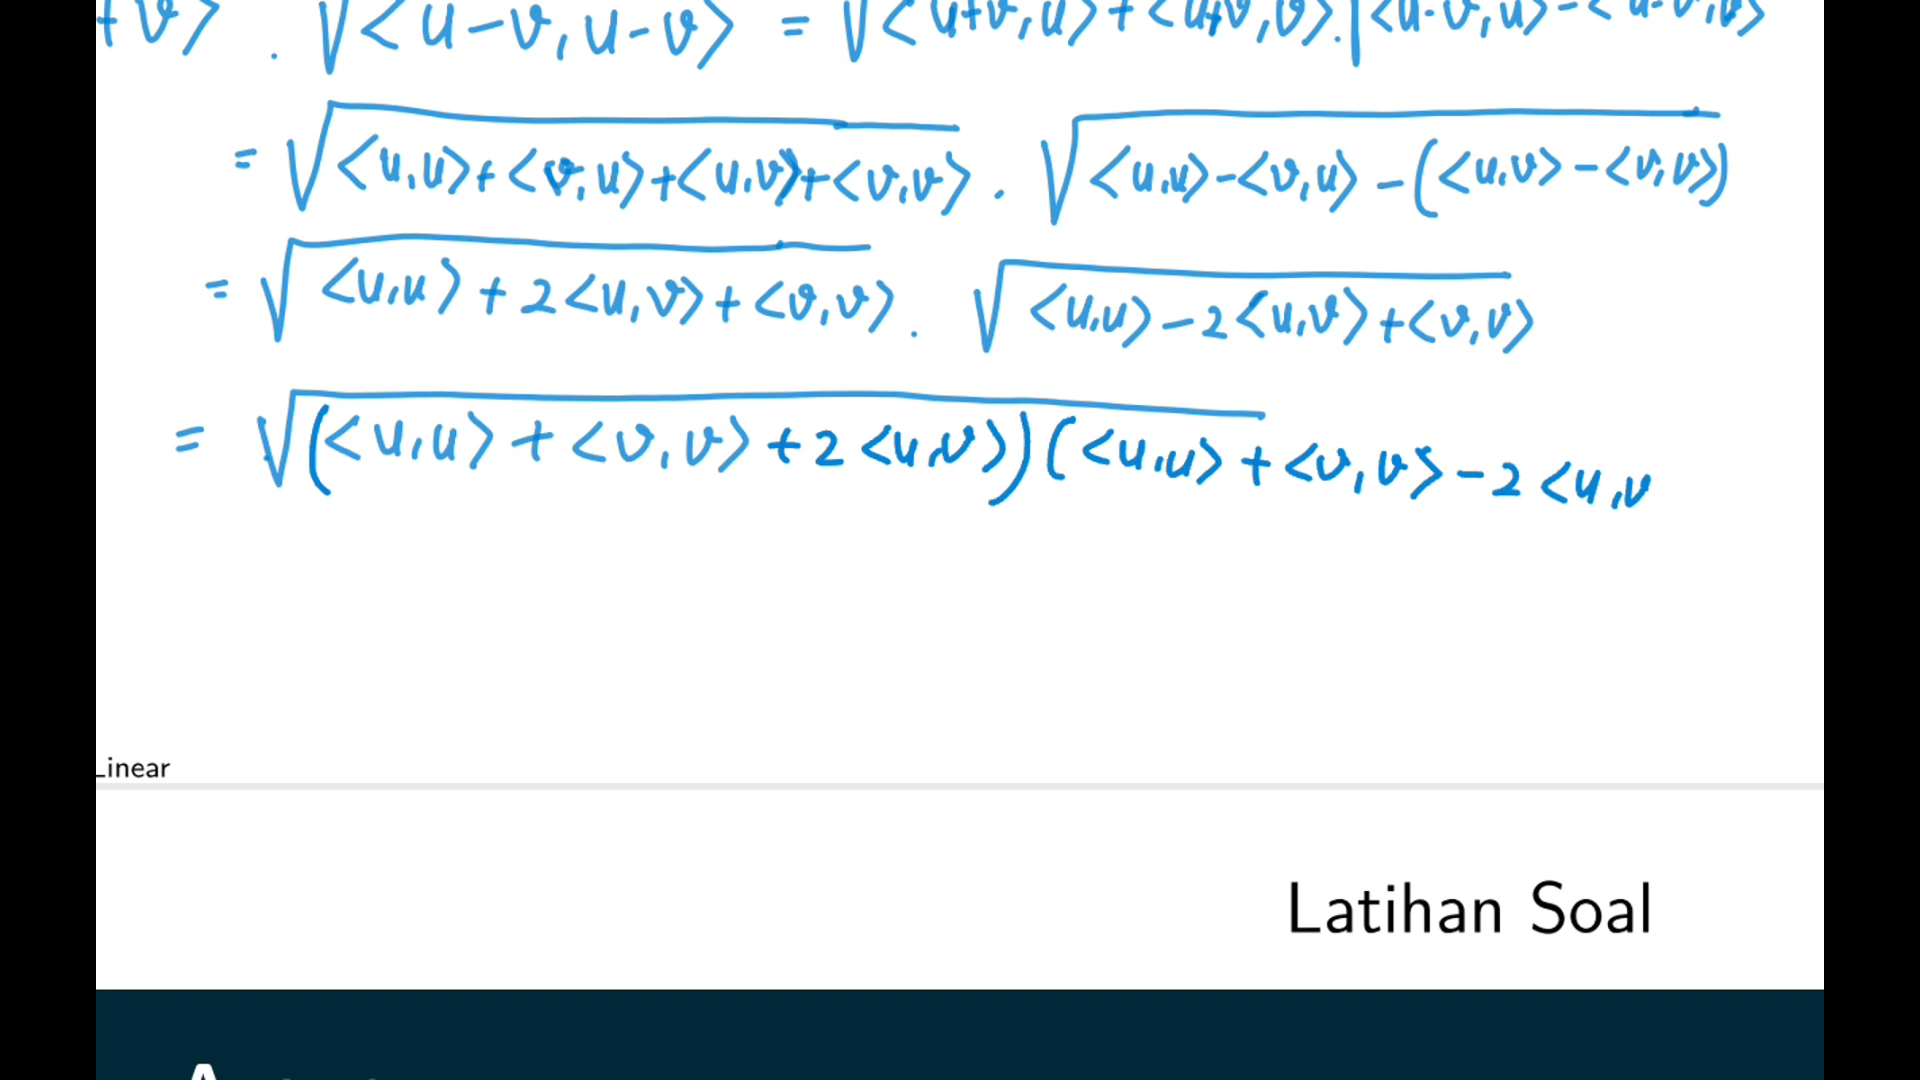 + v⟩ . √⟨u-v, u-v⟩ = √⟨u+v, u⟩ + ⟨u+v, v⟩ . √⟨u-v, u⟩ - ⟨u-v, v⟩
= √⟨u,u⟩ + ⟨v,u⟩ + ⟨u,v⟩ + ⟨v,v⟩ . √⟨u,u⟩ - ⟨v,u⟩ - (⟨u,v⟩ - ⟨v,v⟩)
= √⟨u,u⟩ + 2⟨u,v⟩ + ⟨v,v⟩ . √⟨u,u⟩ - 2⟨u,v⟩ + ⟨v,v⟩
= √(⟨u,u⟩ + ⟨v,v⟩ + 2⟨u,v⟩)(⟨u,u⟩ + ⟨v,v⟩ - 2⟨u,v
Linear
Latihan Soal